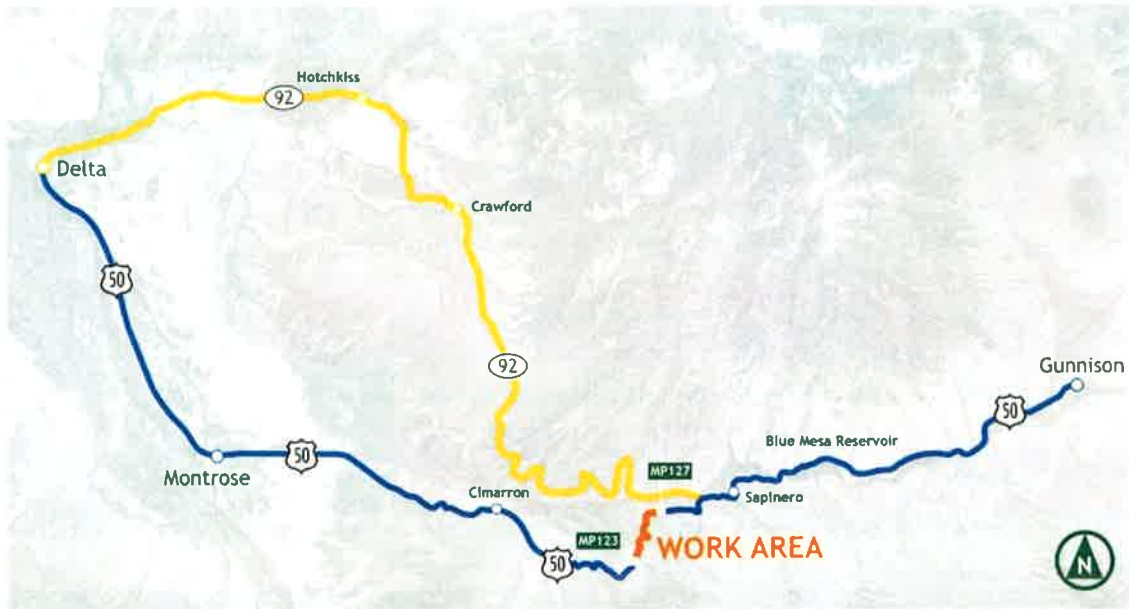 Hotchkiss
92
Delta
Crawford
50
92
Gunnison
50
Blue Mesa Reservoir
50
MP127
Montrose
Cimarron
Sapinero
MP123
WORK AREA
50
N